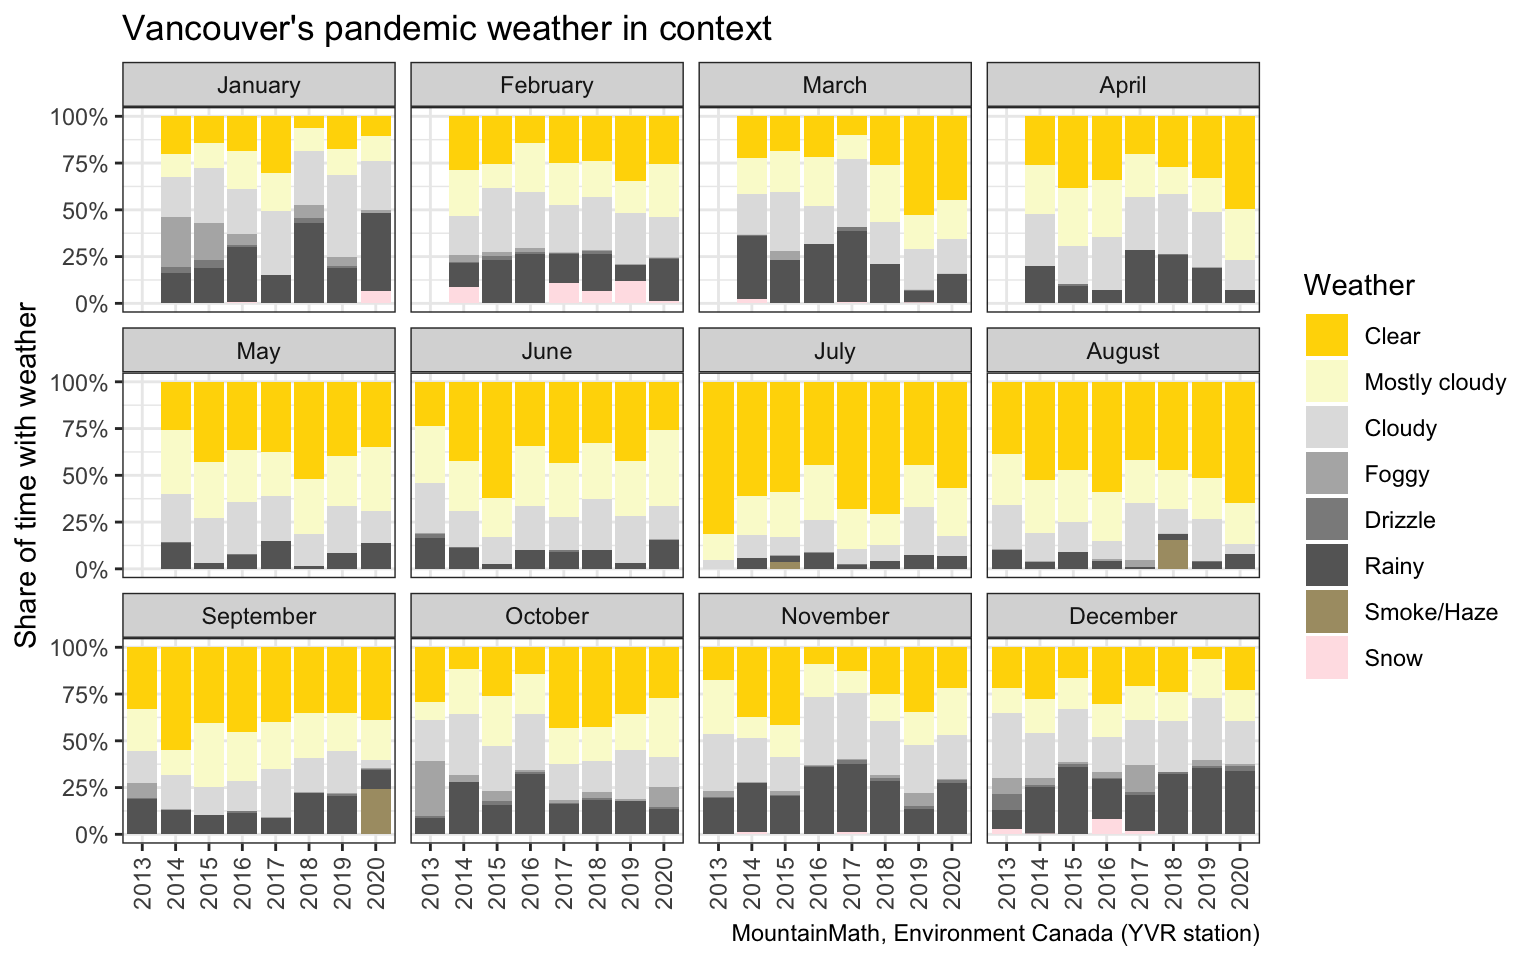 Vancouver's pandemic weather in context
January
February
March
April
100%
75%
50%
25%
0%
May
June
July
August
100%
75%
50%
25%
0%
September
October
November
December
100%
75%
50%
25%
0%
2013 2014 2015 2016 2017 2018 2019 2020
2013 2014 2015 2016 2017 2018 2019 2020
2013 2014 2015 2016 2017 2018 2019 2020
2013 2014 2015 2016 2017 2018 2019 2020
Share of time with weather
Weather
Clear
Mostly cloudy
Cloudy
Foggy
Drizzle
Rainy
Smoke/Haze
Snow
MountainMath, Environment Canada (YVR station)